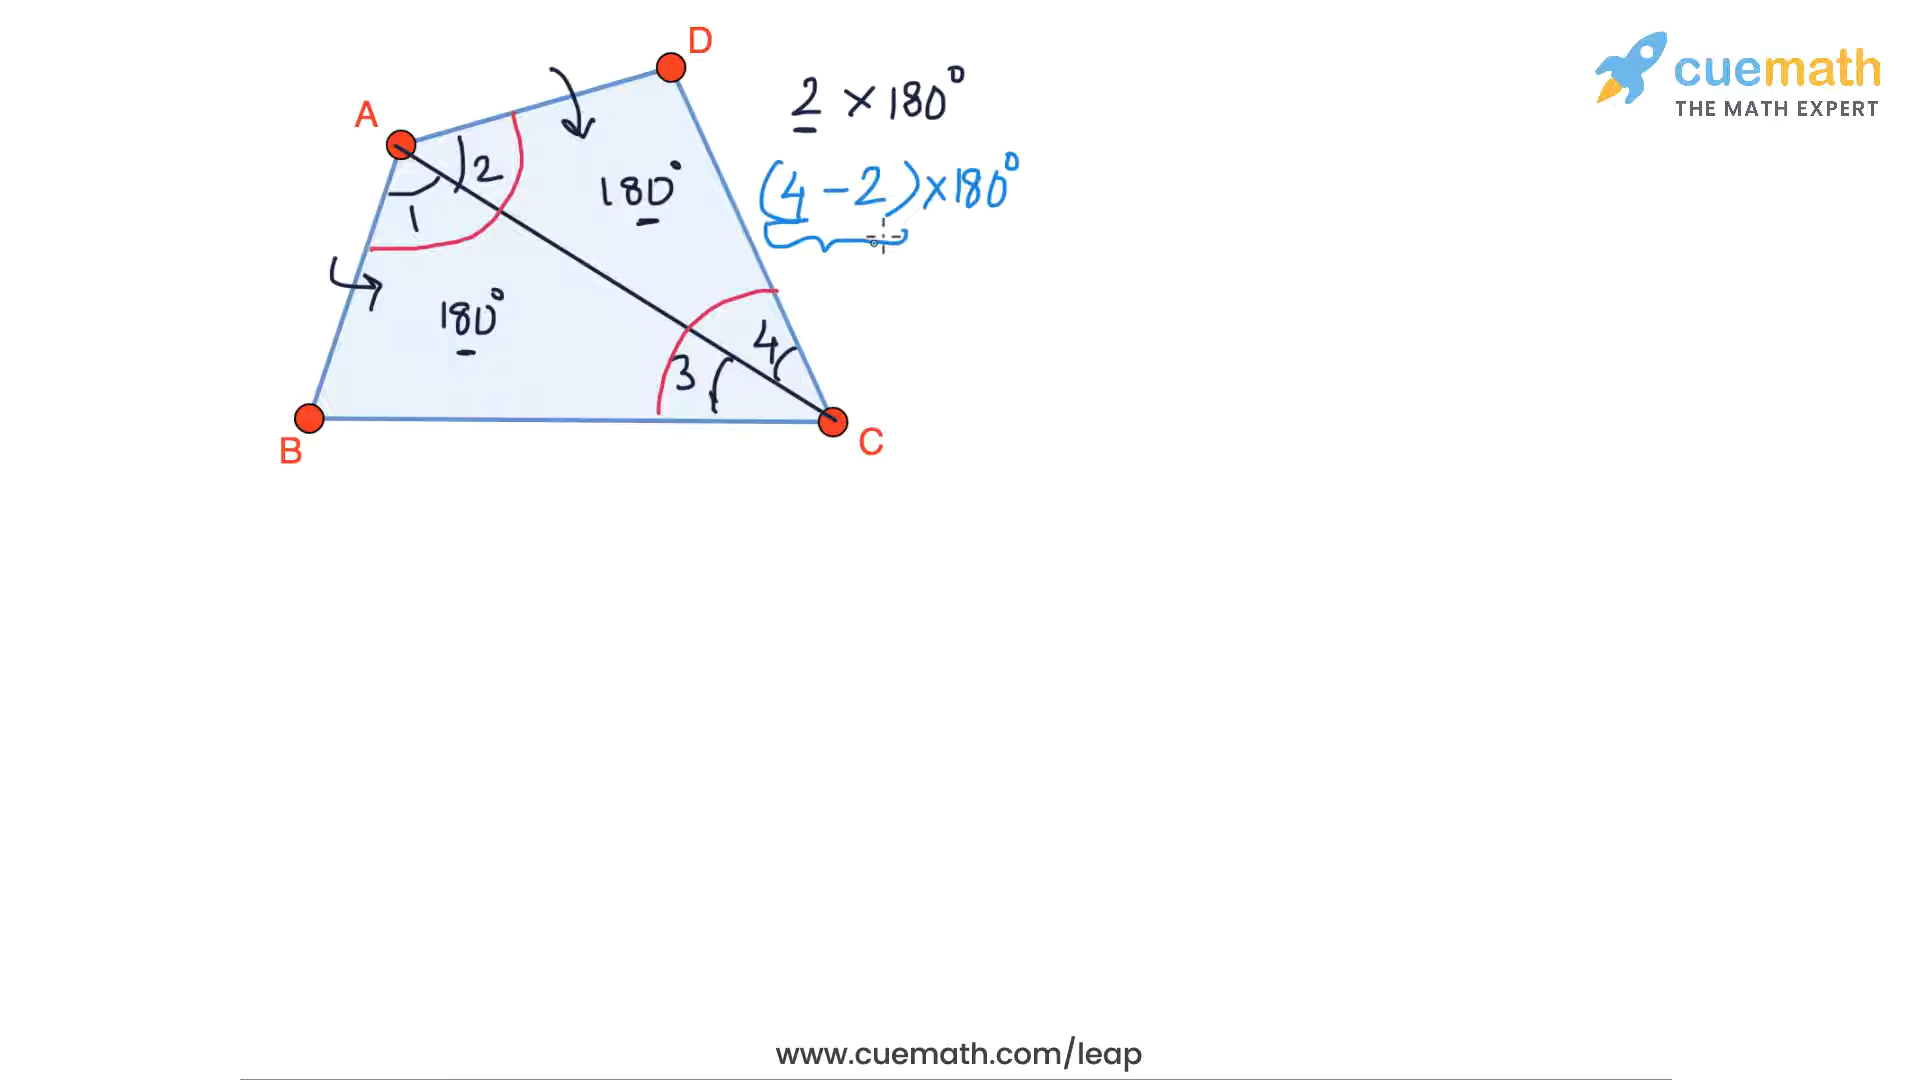 D
A
2 × 180°
(4 – 2) × 180°
2
180°
1
180°
4
3
B
C
cuemath
THE MATH EXPERT
www.cuemath.com/leap